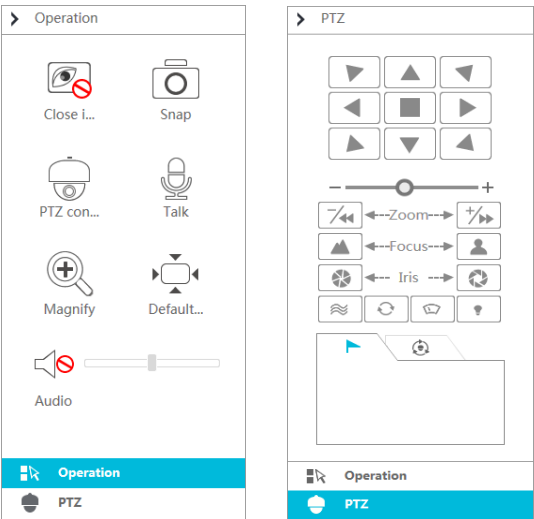 Operation
Close i...
Snap
PTZ con...
Talk
Magnify
Default...
Audio
Operation
PTZ
PTZ
Zoom
Focus
Iris
Operation
PTZ